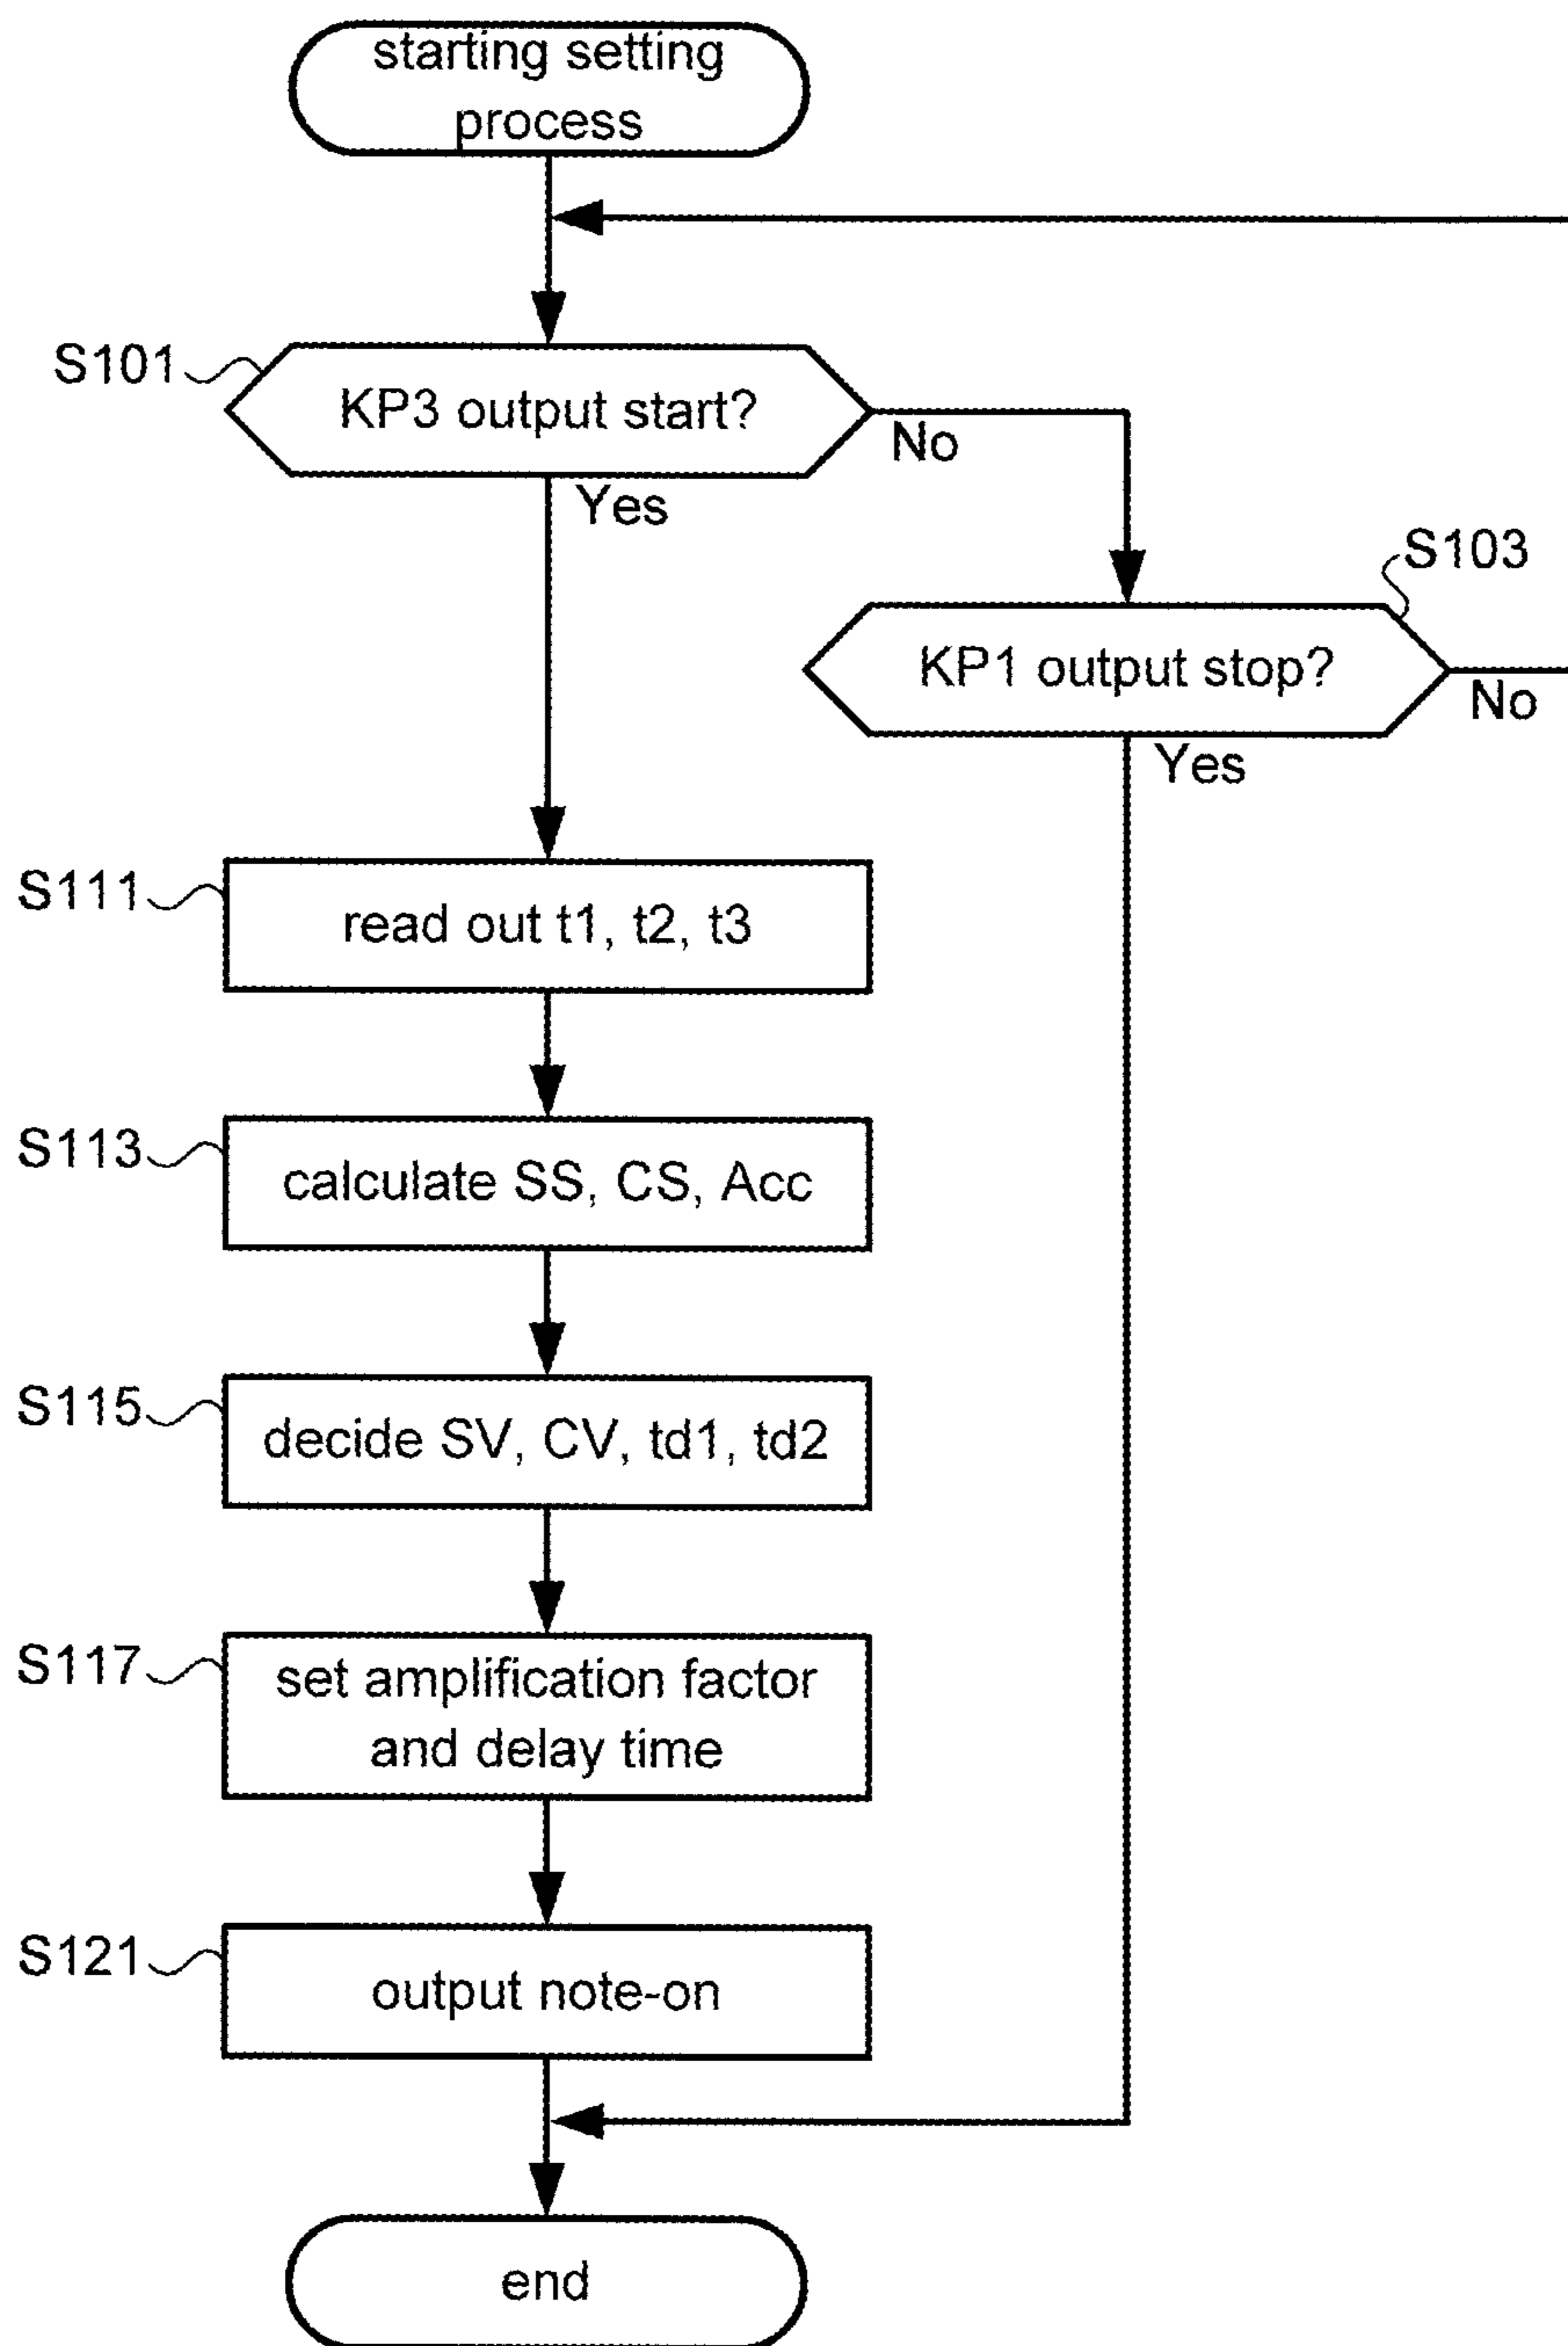 starting setting
process
S101
KP3 output start?
No
Yes
S103
KP1 output stop?
No
Yes
S111
read out t1, t2, t3
S113
calculate SS, CS, Acc
S115
decide SV, CV, td1, td2
S117
set amplification factor
and delay time
S121
output note-on
end